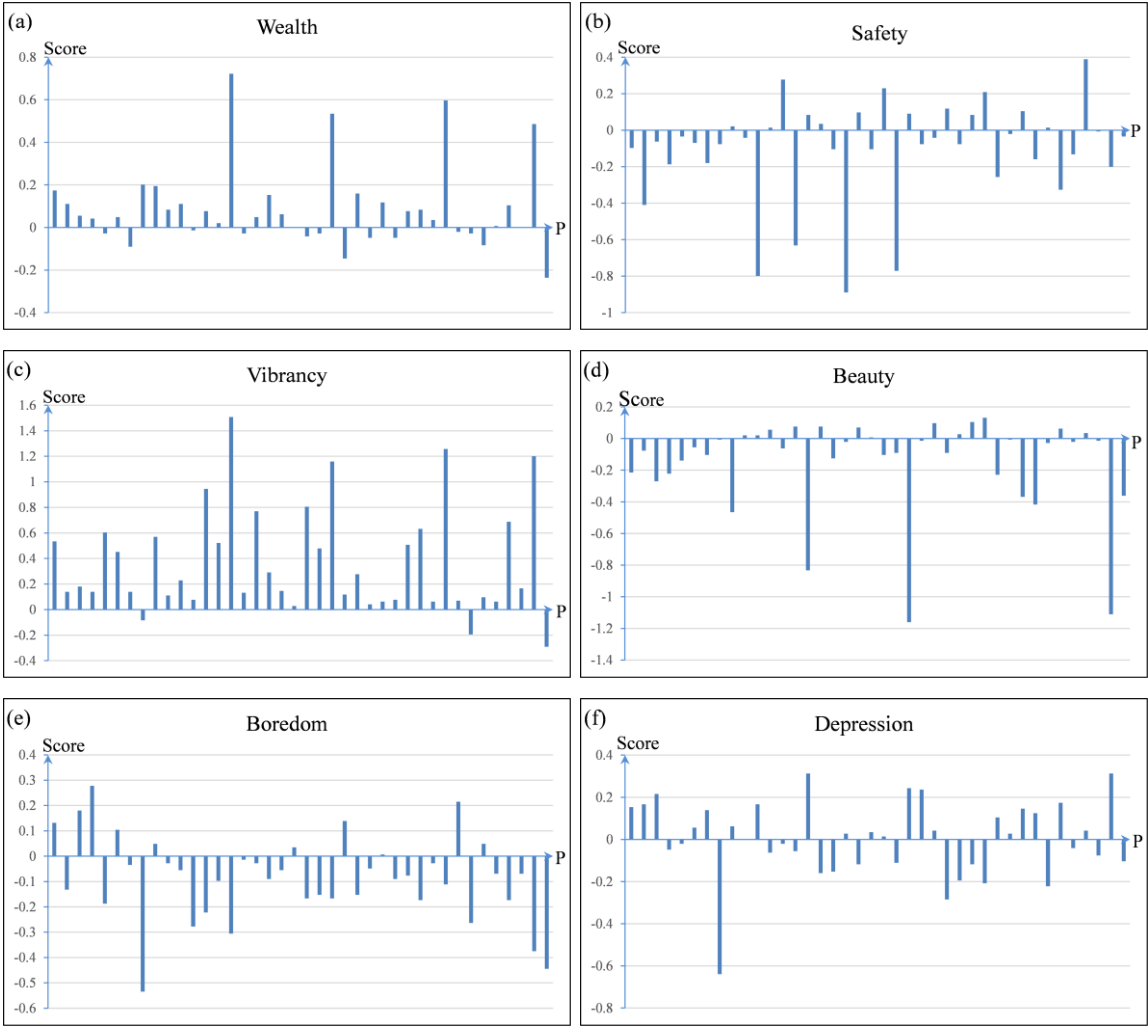 (a)
Wealth
Score
0.8
0.6
0.4
0.2
0
-0.2
-0.4
P
(b)
Safety
Score
0.4
0.2
0
-0.2
-0.4
-0.6
-0.8
-1
P
(c)
Vibrancy
Score
1.6
1.4
1.2
1
0.8
0.6
0.4
0.2
0
-0.2
-0.4
P
(d)
Beauty
Score
0.2
0
-0.2
-0.4
-0.6
-0.8
-1
-1.2
-1.4
P
(e)
Boredom
Score
0.4
0.3
0.2
0.1
0
-0.1
-0.2
-0.3
-0.4
-0.5
-0.6
P
(f)
Depression
Score
0.4
0.2
0
-0.2
-0.4
-0.6
-0.8
P